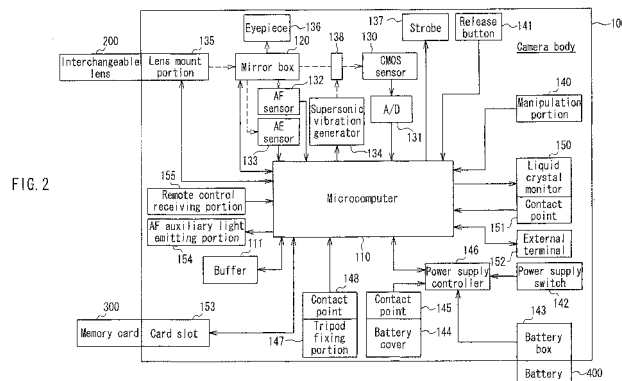 FIG.2
137
Strobe
Release
button
141
100
Camera body
136
Eyepiece
120
138
130
200
135
Interchangeable
lens
Lens mount
portion
Mirror box
CMOS
sensor
132
AF
sensor
AE
sensor
133
Supersonic
vibration
generator
134
A/D
131
140
Manipulation
portion
150
Liquid
crystal
monitor
Contact
point
151
155
Remote control
receiving portion
Microcomputer
110
AF auxiliary light
emitting portion
154
111
Buffer
External
terminal
152
146
Power supply
controller
Power supply
switch
142
148
Contact
point
Tripod
fixing
portion
147
Contact
point
145
Battery
cover
144
143
Battery
box
Battery
400
300
Memory card
153
Card slot